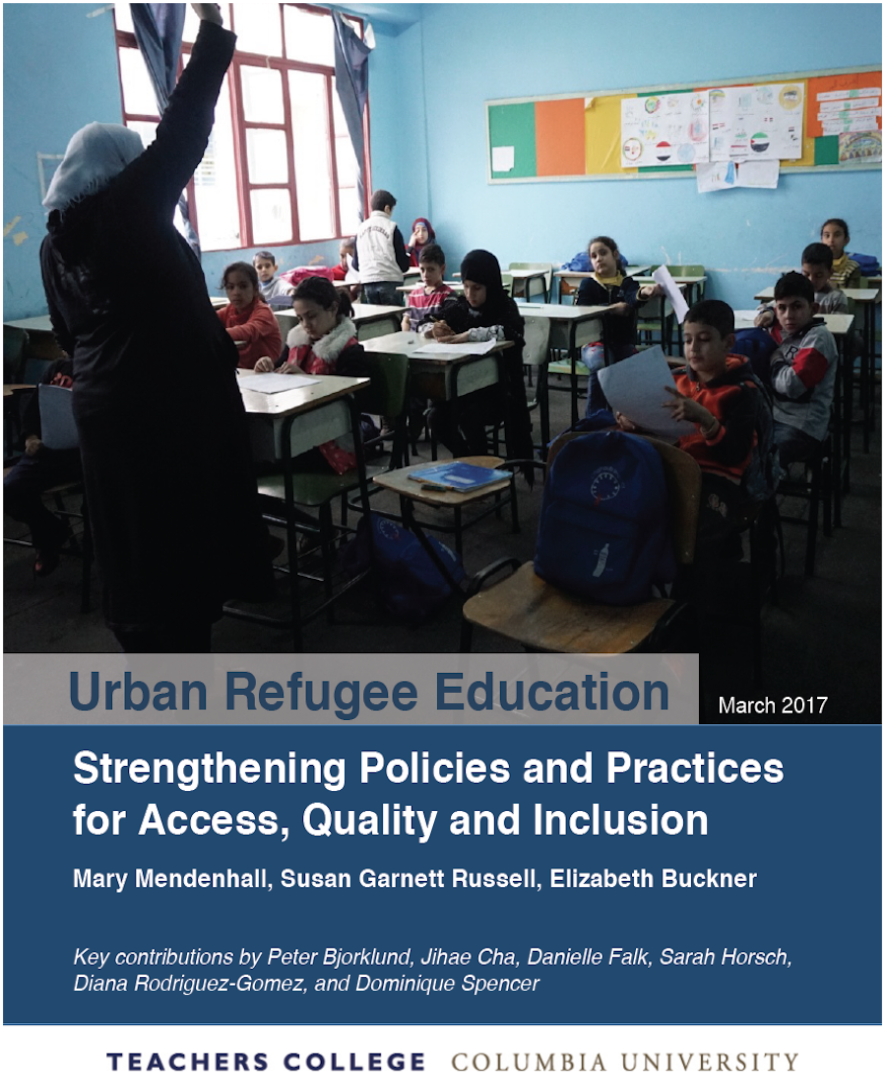 Urban Refugee Education
March 2017
Strengthening Policies and Practices
for Access, Quality and Inclusion
Mary Mendenhall, Susan Garnett Russell, Elizabeth Buckner
Key contributions by Peter Bjorklund, Jihae Cha, Danielle Falk, Sarah Horsch,
Diana Rodriguez-Gomez, and Dominique Spencer
TEACHERS COLLEGE COLUMBIA UNIVERSITY